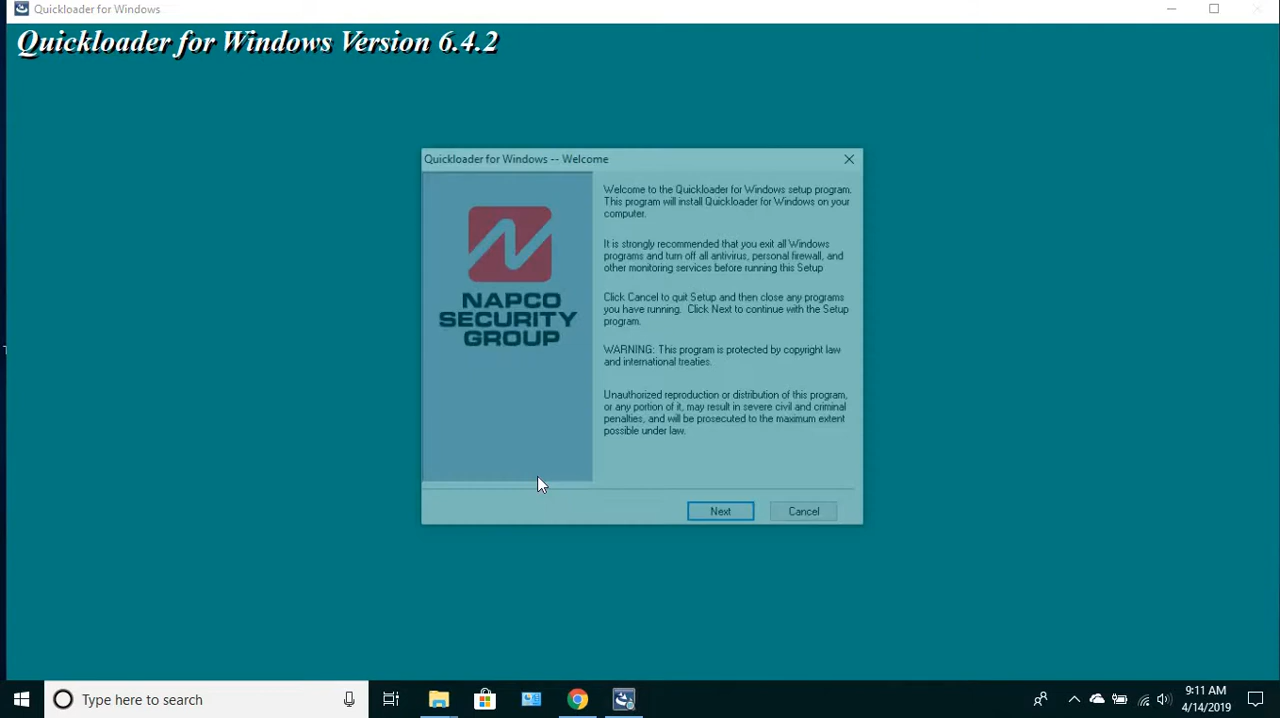 Quickloader for Windows
Quickloader for Windows Version 6.4.2
Quickloader for Windows -- Welcome
NAPCO
SECURITY
GROUP
Welcome to the Quickloader for Windows setup program.
This program will install Quickloader for Windows on your
computer.
It is strongly recommended that you exit all Windows
programs and turn off all antivirus, personal firewall, and
other monitoring services before running this Setup
Click Cancel to quit Setup and then close any programs
you have running.  Click Next to continue with the Setup
program.
WARNING: This program is protected by copyright law
and international treaties.
Unauthorized reproduction or distribution of this program,
or any portion of it, may result in severe civil and criminal
penalties, and will be prosecuted to the maximum extent
possible under law.
Next
Cancel
Type here to search
9:11 AM
4/14/2019